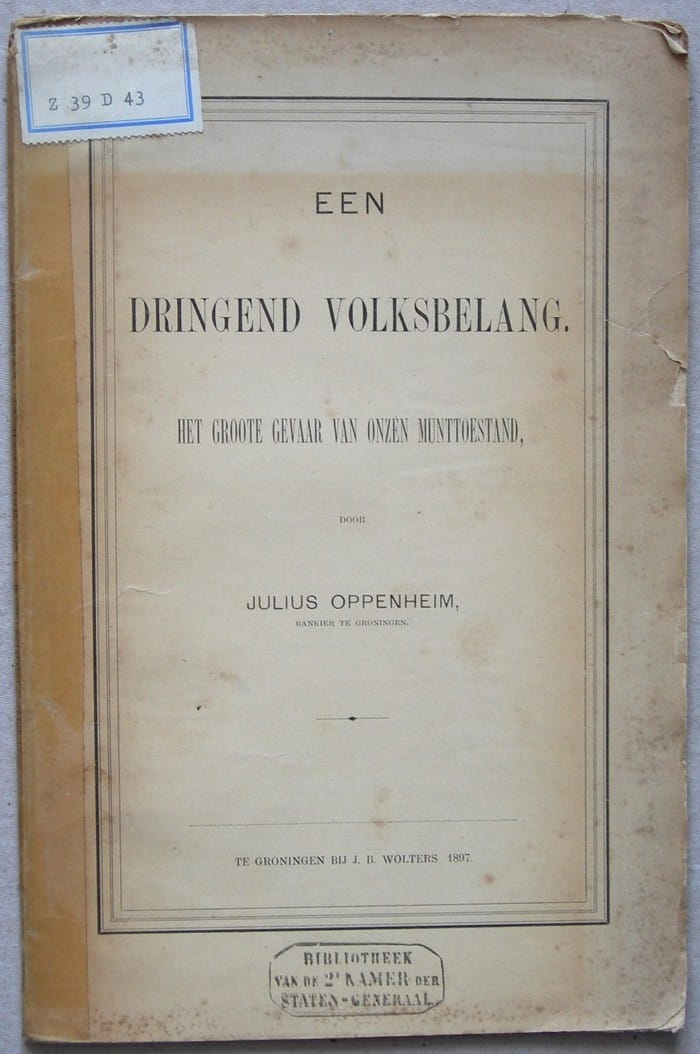 Z 39 D 43
EEN
DRINGEND VOLKSBELANG.
HET GROOTE GEVAAR VAN ONZEN MUNTTOESTAND,
DOOR
JULIUS OPPENHEIM,
BANKIER TE GRONINGEN.
TE GRONINGEN BIJ J. B. WOLTERS 1897.
BIBLIOTHEEK
VAN DE 2e KAMER DER
STATEN-GENERAAL